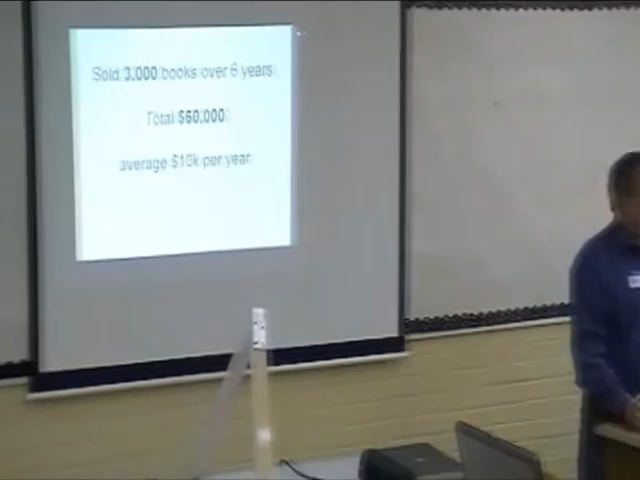 Sold 3,000 books over 6 years
Total $60,000
average $10k per year